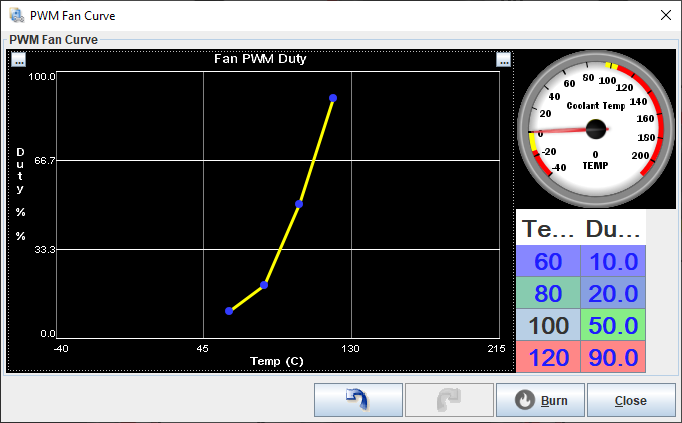 PWM Fan Curve
PWM Fan Curve
...
Fan PWM Duty
...
100.0
66.7
33.3
0.0
Duty % %
-40
45
130
215
Temp (C)
-40
-20
0
20
40
60
80
100
120
140
160
180
200
Coolant Temp
0
TEMP
Te... Du...
60 10.0
80 20.0
100 50.0
120 90.0
Burn
Close